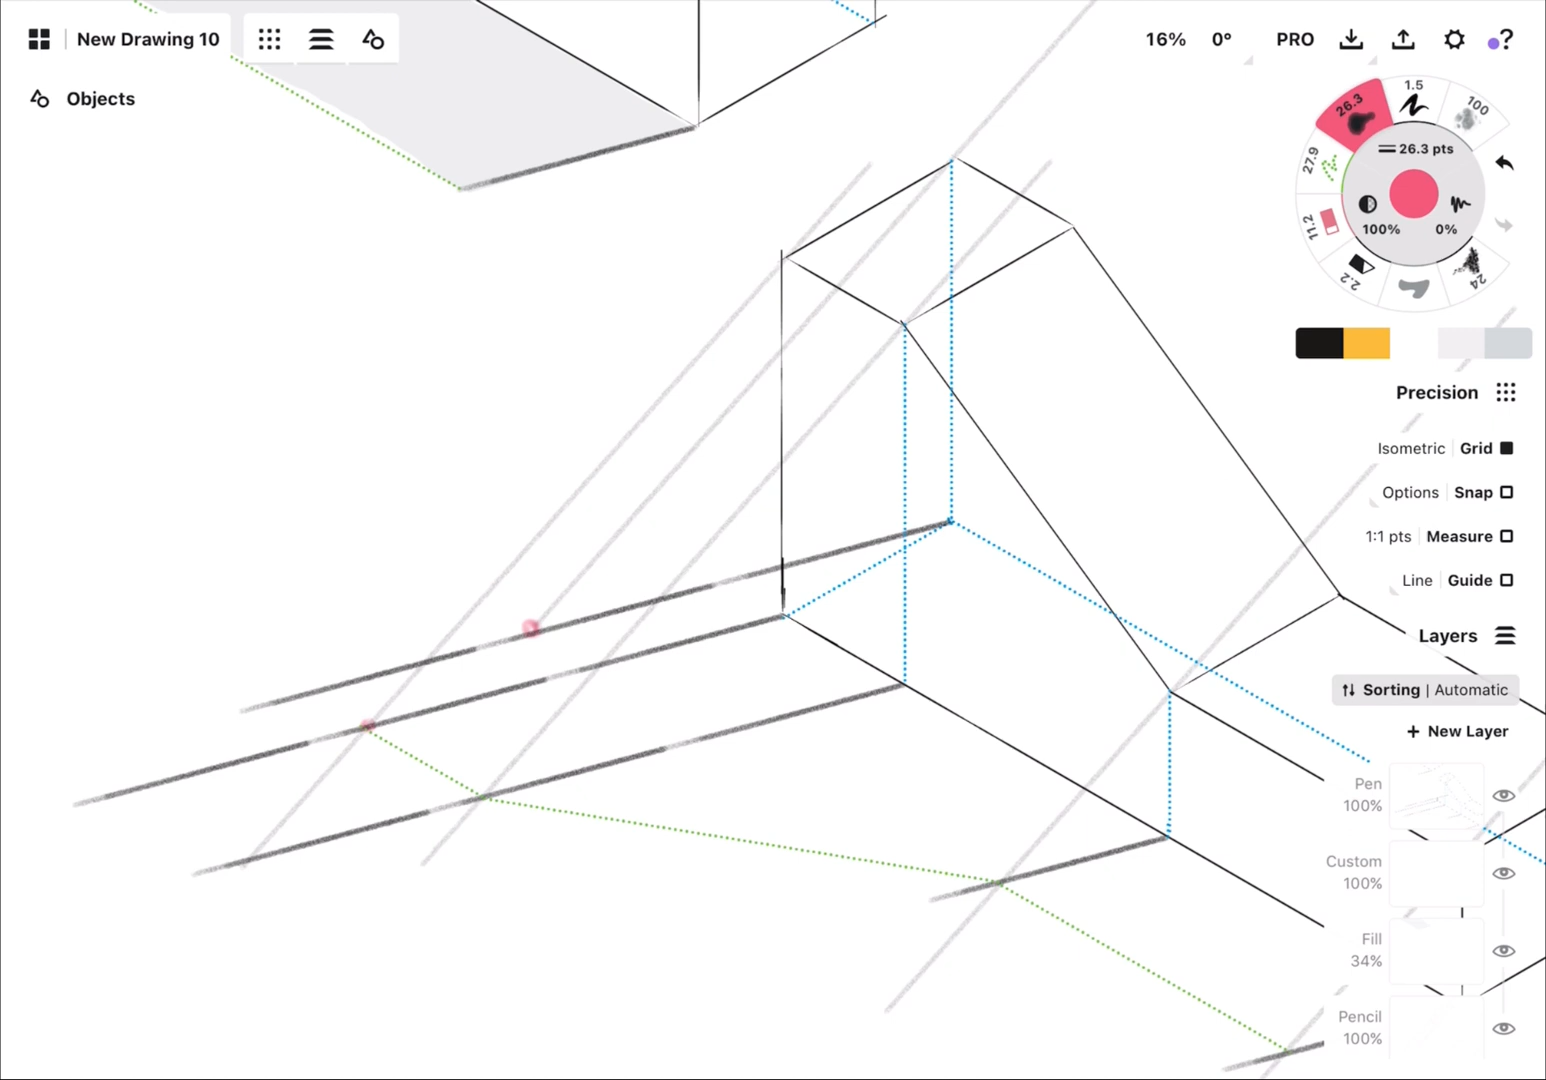 New Drawing 10
16% 0° PRO ?
Objects
26.3
1.5
100
27.9
26.3 pts
11.2
100% 0%
2.2
24
Precision
Isometric Grid
Options Snap
1:1 pts Measure
Line Guide
Layers
Sorting | Automatic
+ New Layer
Pen
100%
Custom
100%
Fill
34%
Pencil
100%